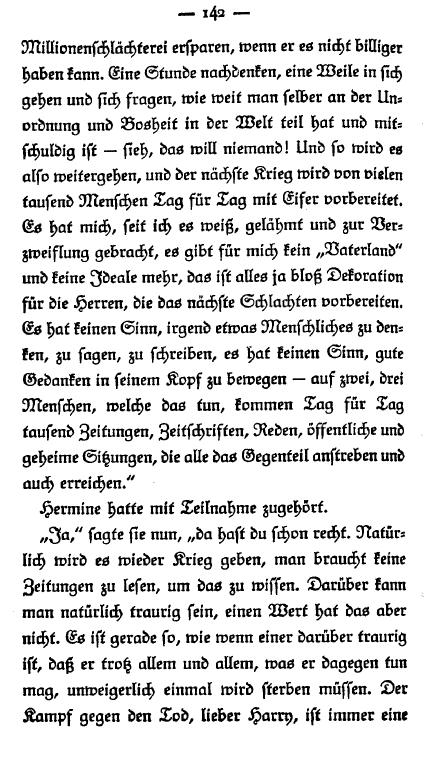 — 142 —
Millionenschlächterei ersparen, wenn er es nicht billiger
haben kann. Eine Stunde nachdenken, eine Weile in sich
gehen und sich fragen, wie weit man selber an der Un-
ordnung und Bosheit in der Welt teil hat und mit-
schuldig ist — sieh, das will niemand! Und so wird es
also weitergehen, und der nächste Krieg wird von vielen
tausend Menschen Tag für Tag mit Eifer vorbereitet.
Es hat mich, seit ich es weiß, gelähmt und zur Ver-
zweiflung gebracht, es gibt für mich kein „Vaterland“
und keine Ideale mehr, das ist alles ja bloß Dekoration
für die Herren, die das nächste Schlachten vorbereiten.
Es hat keinen Sinn, irgend etwas Menschliches zu den-
ken, zu sagen, zu schreiben, es hat keinen Sinn, gute
Gedanken in seinem Kopf zu bewegen — auf zwei, drei
Menschen, welche das tun, kommen Tag für Tag
tausend Zeitungen, Zeitschriften, Reden, öffentliche und
geheime Sitzungen, die alle das Gegenteil anstreben und
auch erreichen.“
Hermine hatte mit Teilnahme zugehört.
„Ja,“ sagte sie nun, „da hast du schon recht. Natür-
lich wird es wieder Krieg geben, man braucht keine
Zeitungen zu lesen, um das zu wissen. Darüber kann
man natürlich traurig sein, einen Wert hat das aber
nicht. Es ist gerade so, wie wenn einer darüber traurig
ist, daß er trotz allem und allem, was er dagegen tun
mag, unweigerlich einmal wird sterben müssen. Der
Kampf gegen den Tod, lieber Harry, ist immer eine